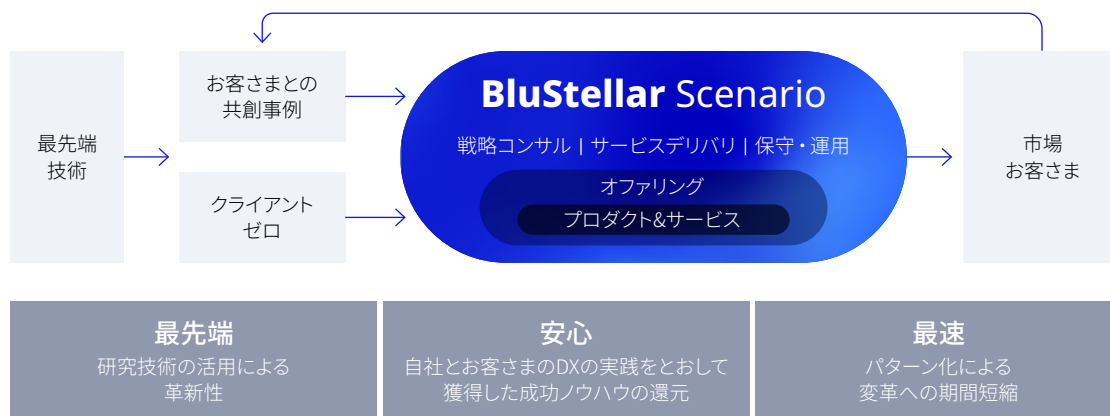 最先端
技術
お客さまとの
共創事例
クライアント
ゼロ
BluStellar Scenario
戦略コンサル | サービスデリバリ | 保守・運用
オファリング
プロダクト&サービス
市場
お客さま
最先端
研究技術の活用による
革新性
安心
自社とお客さまのDXの実践をとおして
獲得した成功ノウハウの還元
最速
パターン化による
変革への期間短縮